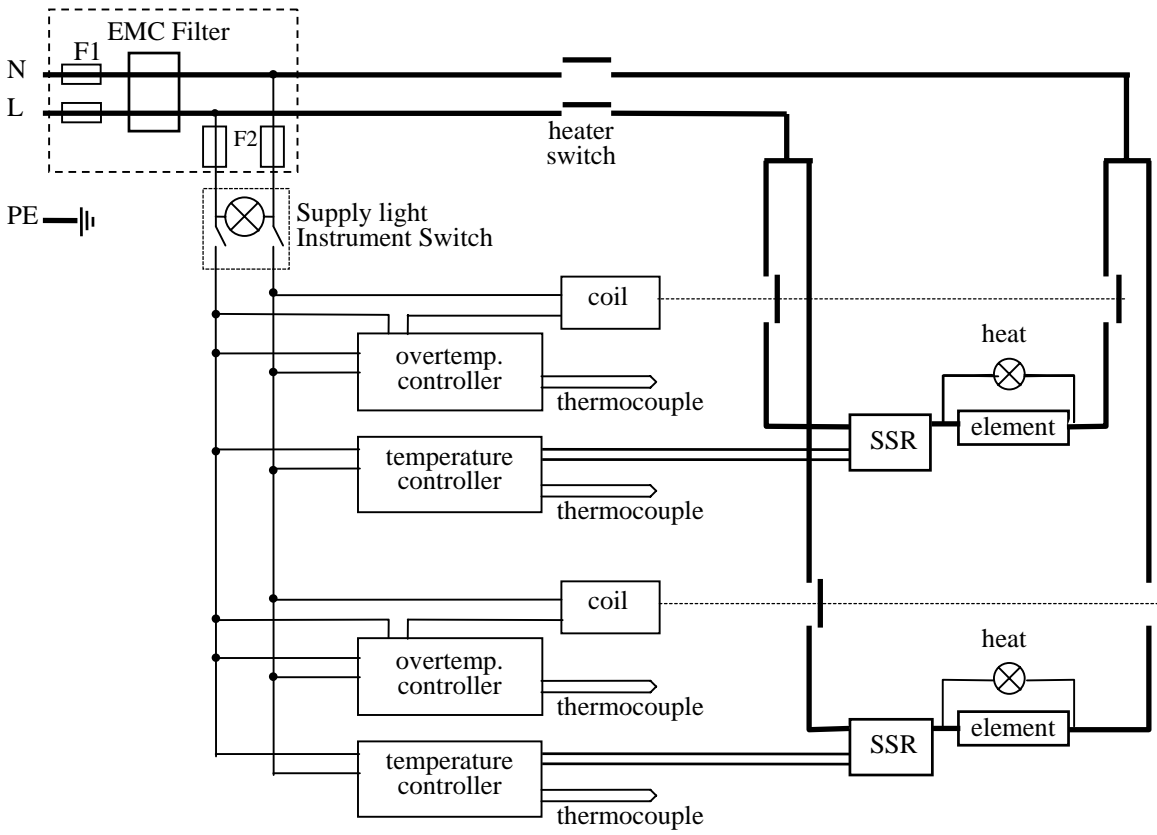 EMC Filter
F1
N
L
F2
heater
switch
PE
Supply light
Instrument Switch
coil
overtemp.
controller
thermocouple
heat
SSR
element
temperature
controller
thermocouple
coil
overtemp.
controller
thermocouple
heat
SSR
element
temperature
controller
thermocouple